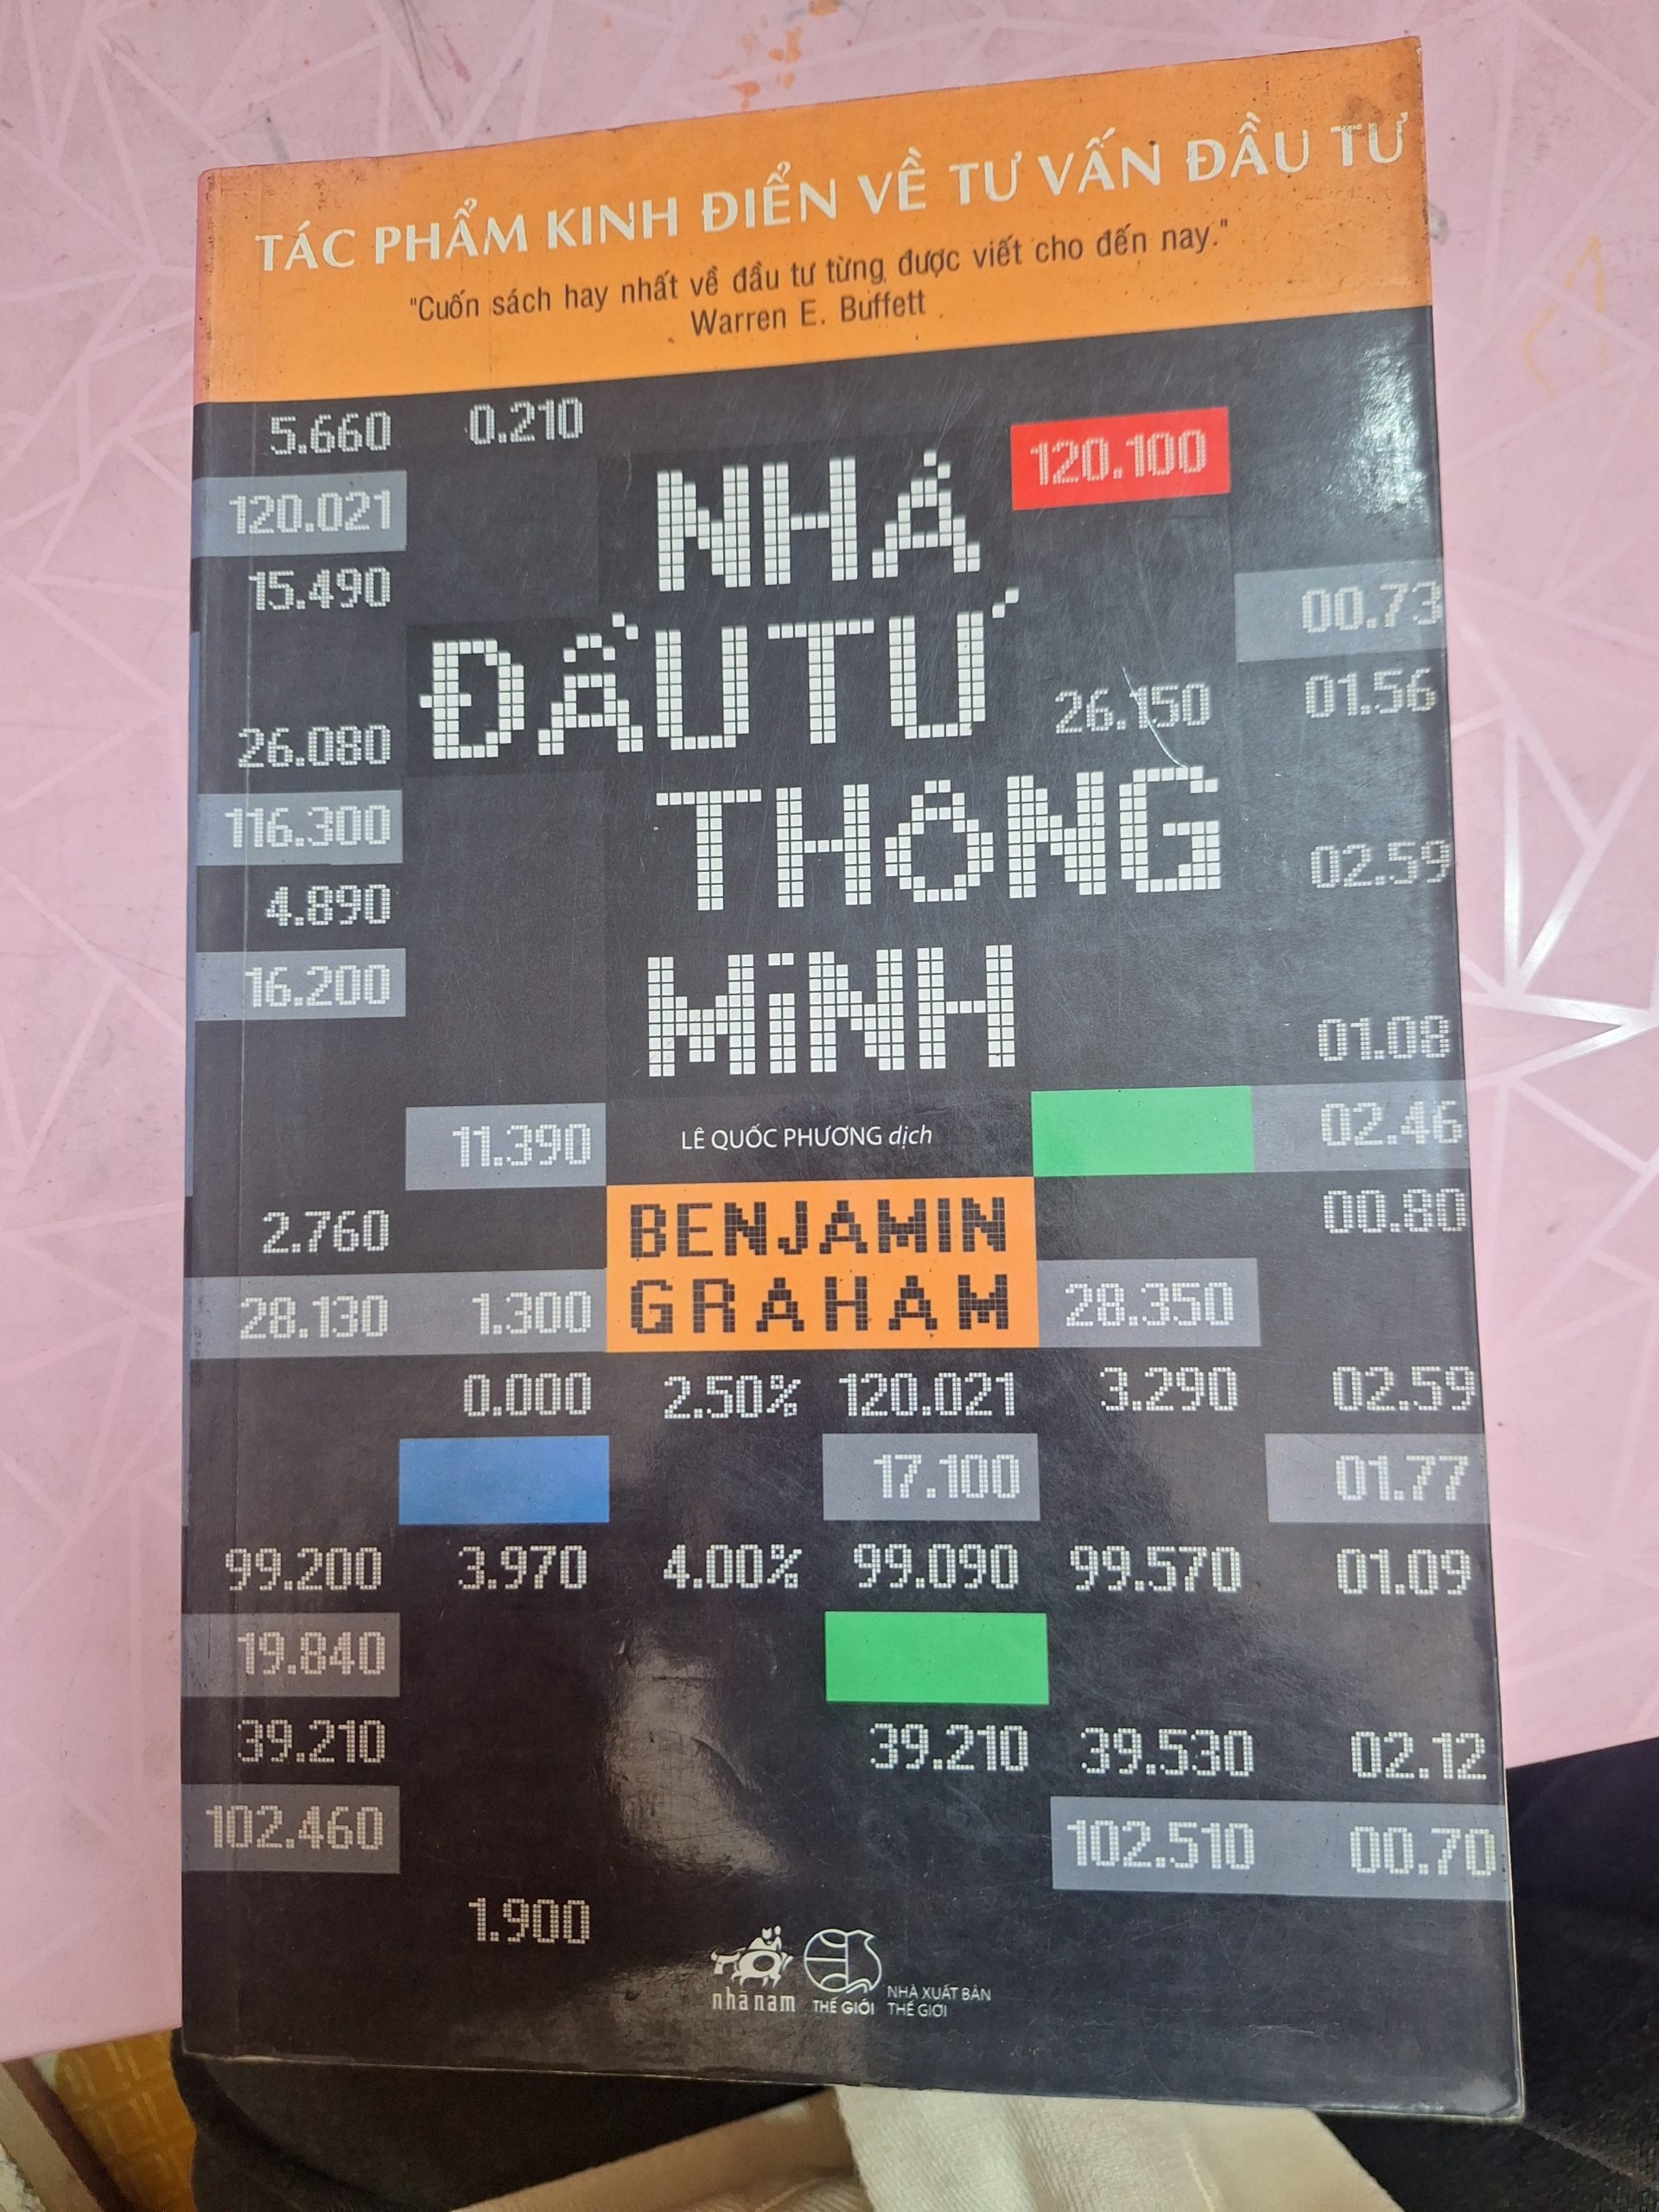 TÁC PHẨM KINH ĐIỂN VỀ TƯ VẤN ĐẦU TƯ
"Cuốn sách hay nhất về đầu tư từng được viết cho đến nay."
Warren E. Buffett
5.660 0.210
120.100
120.021
NHÀ
15.490
00.73
ĐẦU TƯ
26.150 01.56
26.080
THÔNG
116.300
02.59
4.890
16.200
MINH
01.08
11.390
LÊ QUỐC PHƯƠNG dịch
02.46
2.760
BENJAMIN
00.80
28.130 1.300
GRAHAM
28.350
0.000 2.50% 120.021 3.290 02.59
17.100 01.77
99.200 3.970 4.00% 99.090 99.570 01.09
19.840
39.210 39.210 39.530 02.12
102.460 102.510 00.70
1.900
nhã nam
THẾ GIỚI
NHÀ XUẤT BẢN
THẾ GIỚI